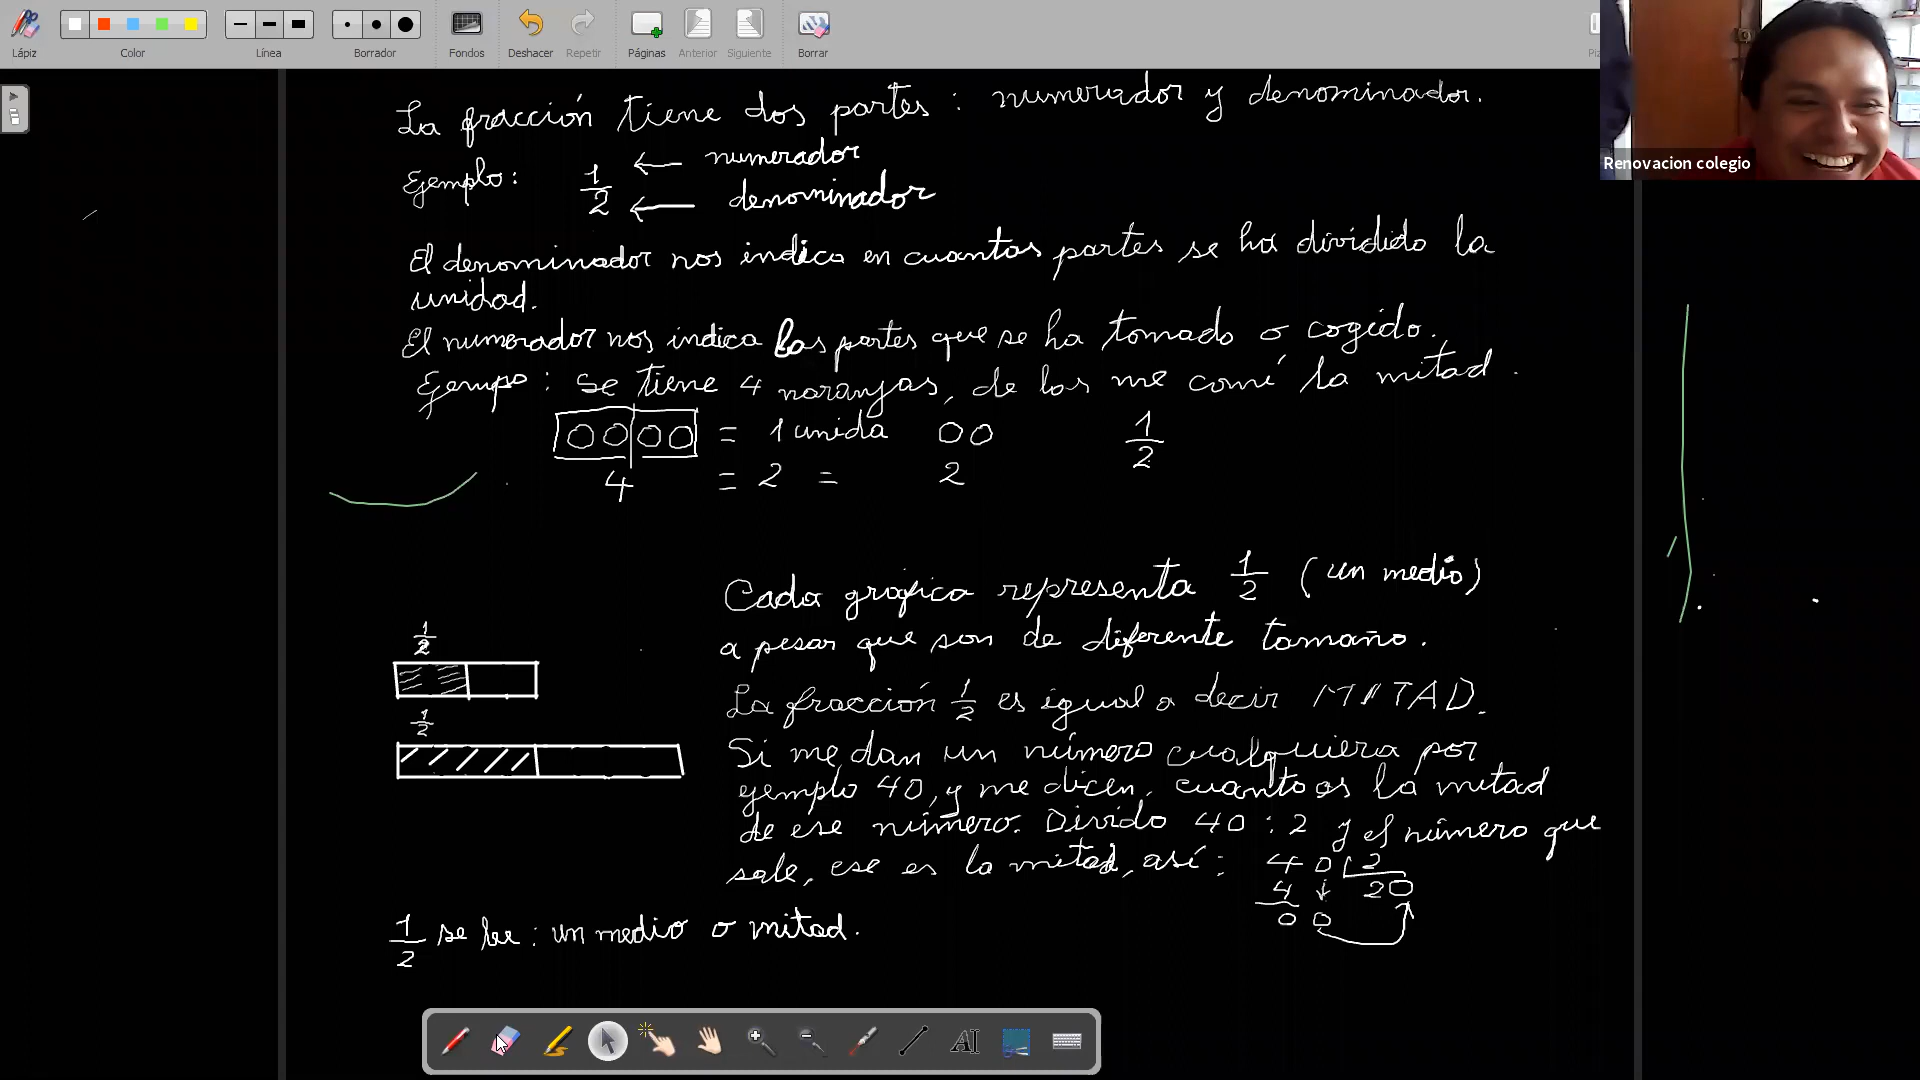 Lápiz Color Línea Borrador Fondos Deshacer Repetir Páginas Anterior Siguiente Borrar
Renovacion colegio
La fracción tiene dos partes: numerador y denominador.
Ejemplo: 1/2 ← numerador
← denominador
El denominador nos indica en cuantas partes se ha dividido la
unidad.
El numerador nos indica las partes que se ha tomado o cogido.
Ejempo: se tiene 4 naranjas, de las me comí la mitad.
= 1 unida 00 1/2
4 = 2 = 2
Cada gráfica representa 1/2 (un medio)
a pesar que son de diferente tamaño.
1/2
1/2
La fracción 1/2 es igual a decir MITAD.
Si me dan un número cualquiera por
ejemplo 40, y me dicen, cuanto es la mitad
de ese número. Divido 40 : 2 y el número que
sale, ese es la mitad, así: 40 2
4 20
0 0
1/2 se lee: un medio o mitad.
AI